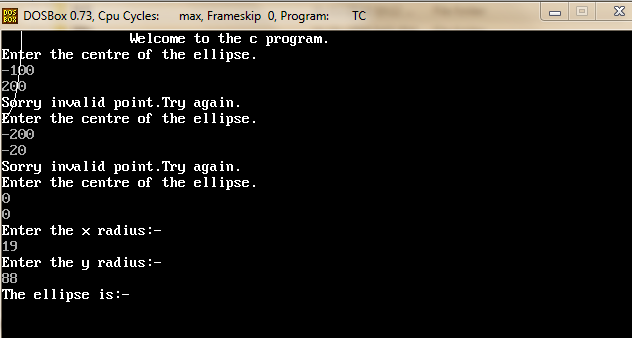 DOS
BOX
DOSBox 0.73, Cpu Cycles: max, Frameskip 0, Program: TC
Welcome to the c program.
Enter the centre of the ellipse.
-100
200
Sorry invalid point.Try again.
Enter the centre of the ellipse.
-200
-20
Sorry invalid point.Try again.
Enter the centre of the ellipse.
0
0
Enter the x radius:-
19
Enter the y radius:-
88
The ellipse is:-